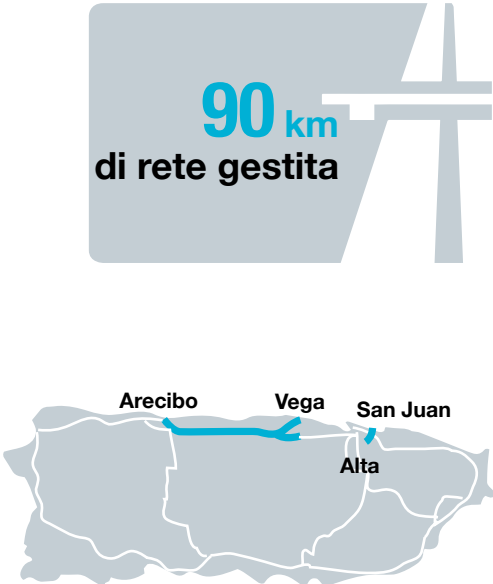 90 km
di rete gestita
Arecibo
Vega
San Juan
Alta